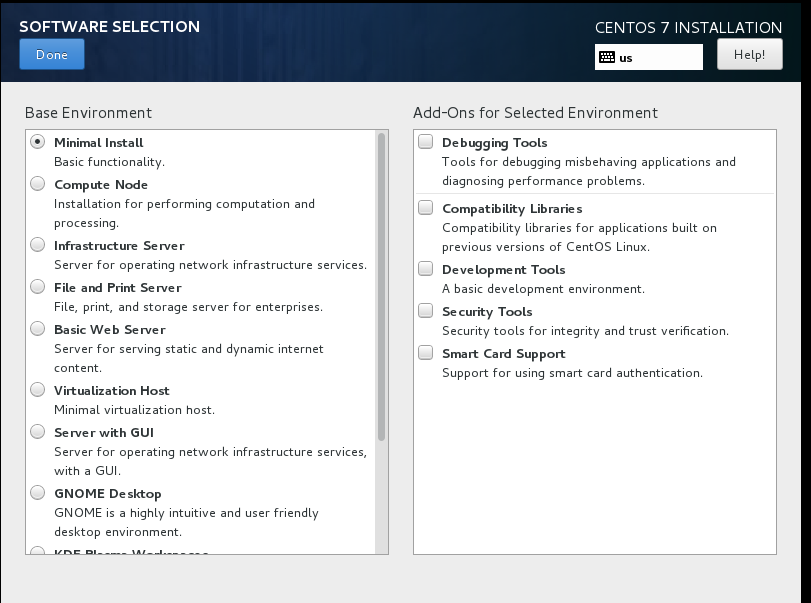 SOFTWARE SELECTION
CENTOS 7 INSTALLATION
Done
us
Help!
Base Environment
Minimal Install
Basic functionality.
Compute Node
Installation for performing computation and
processing.
Infrastructure Server
Server for operating network infrastructure services.
File and Print Server
File, print, and storage server for enterprises.
Basic Web Server
Server for serving static and dynamic internet
content.
Virtualization Host
Minimal virtualization host.
Server with GUI
Server for operating network infrastructure services,
with a GUI.
GNOME Desktop
GNOME is a highly intuitive and user friendly
desktop environment.
KDE Plasma Workspaces
Add-Ons for Selected Environment
Debugging Tools
Tools for debugging misbehaving applications and
diagnosing performance problems.
Compatibility Libraries
Compatibility libraries for applications built on
previous versions of CentOS Linux.
Development Tools
A basic development environment.
Security Tools
Security tools for integrity and trust verification.
Smart Card Support
Support for using smart card authentication.